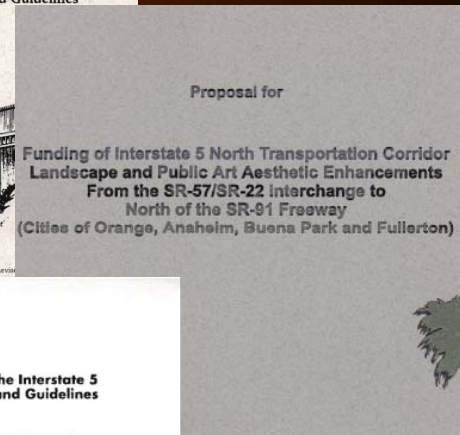 d Guidelines
Proposal for
Funding of Interstate 5 North Transportation Corridor
Landscape and Public Art Aesthetic Enhancements
From the SR-57/SR-22 Interchange to
North of the SR-91 Freeway
(Cities of Orange, Anaheim, Buena Park and Fullerton)
he Interstate 5
nd Guidelines